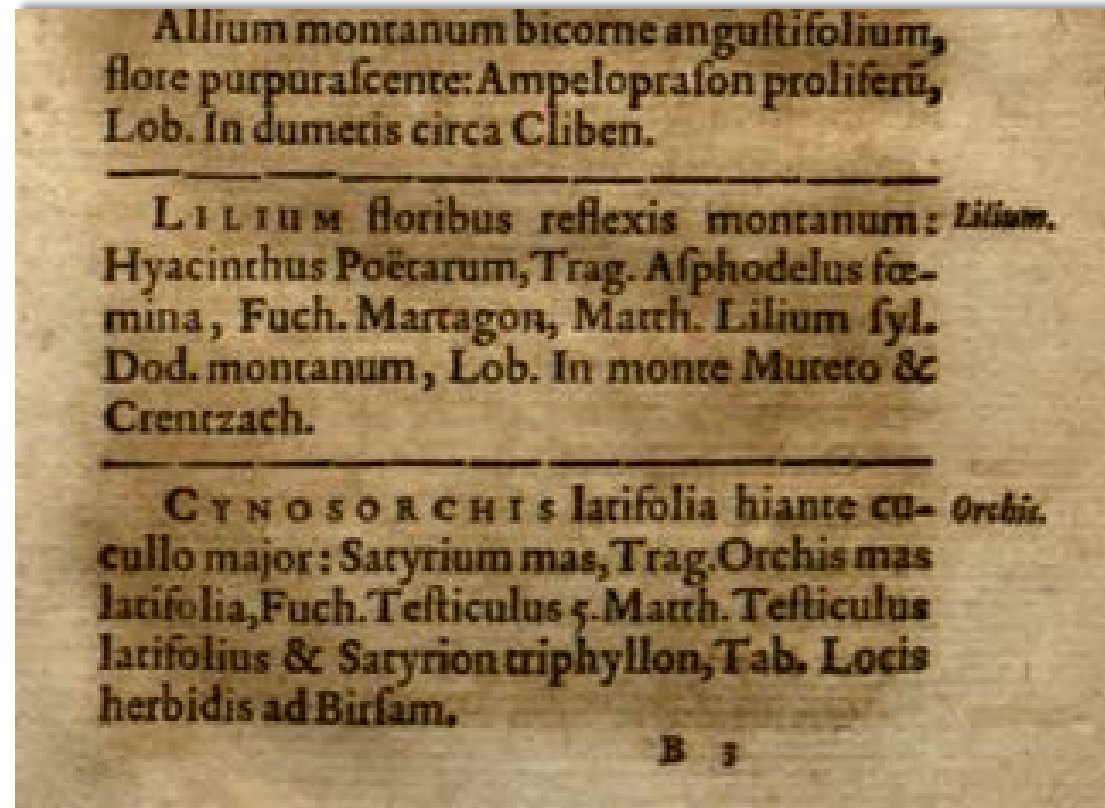 Allium montanum bicorne anguſtifolium,
flore purpuraſcente: Ampelopraſon proliferū,
Lob. In dumetis circa Cliben.
LILIUM floribus reflexis montanum: Lilium.
Hyacinthus Poëtarum, Trag. Aſphodelus fœ-
mina, Fuch. Martagon, Matth. Lilium ſyl.
Dod. montanum, Lob. In monte Mureto &
Crentzach.
CYNOSORCHIS latifolia hiante cu- Orchis.
cullo major: Satyrium mas, Trag. Orchis mas
latifolia, Fuch. Teſticulus 5. Matth. Teſticulus
latifolius & Satyrion triphyllon, Tab. Locis
herbidis ad Birſam.
B 3